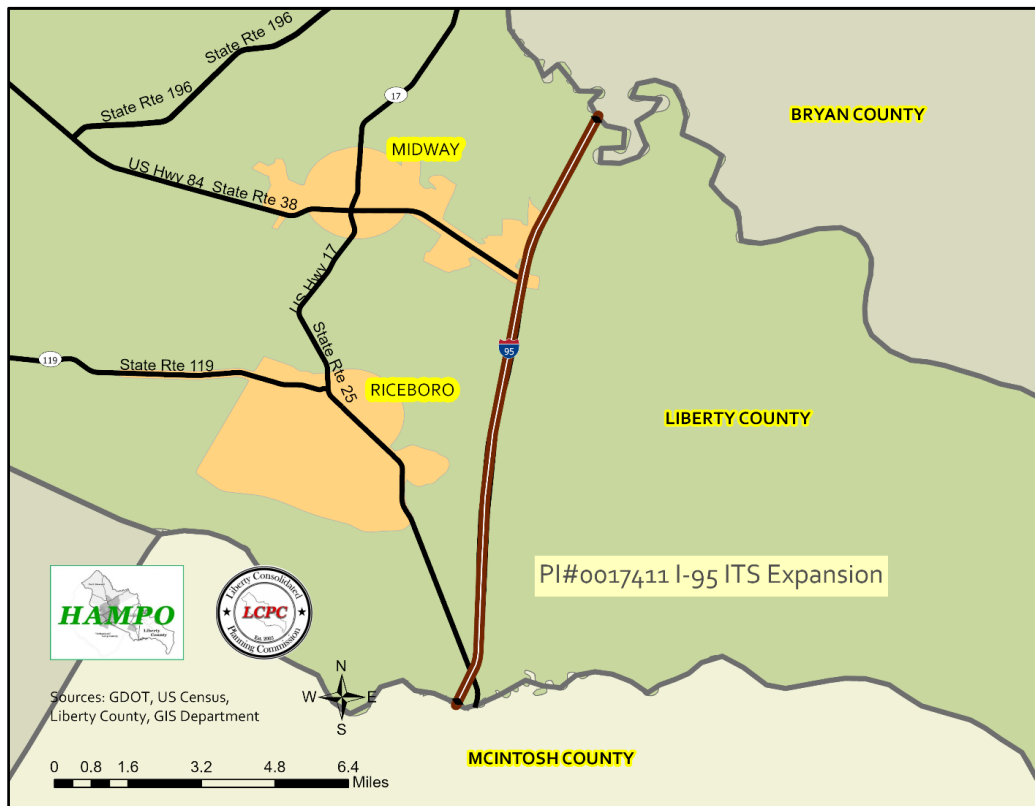 State Rte 196
State Rte 196
17
BRYAN COUNTY
MIDWAY
US Hwy 84 State Rte 38
US Hwy 17
95
119
State Rte 119
State Rte 25
RICEBORO
LIBERTY COUNTY
PI#0017411 I-95 ITS Expansion
HAMPO
Liberty Consolidated
LCPC
Est. 2002
Planning Commission
N
W E
S
Sources: GDOT, US Census,
Liberty County, GIS Department
MCINTOSH COUNTY
0 0.8 1.6 3.2 4.8 6.4
Miles